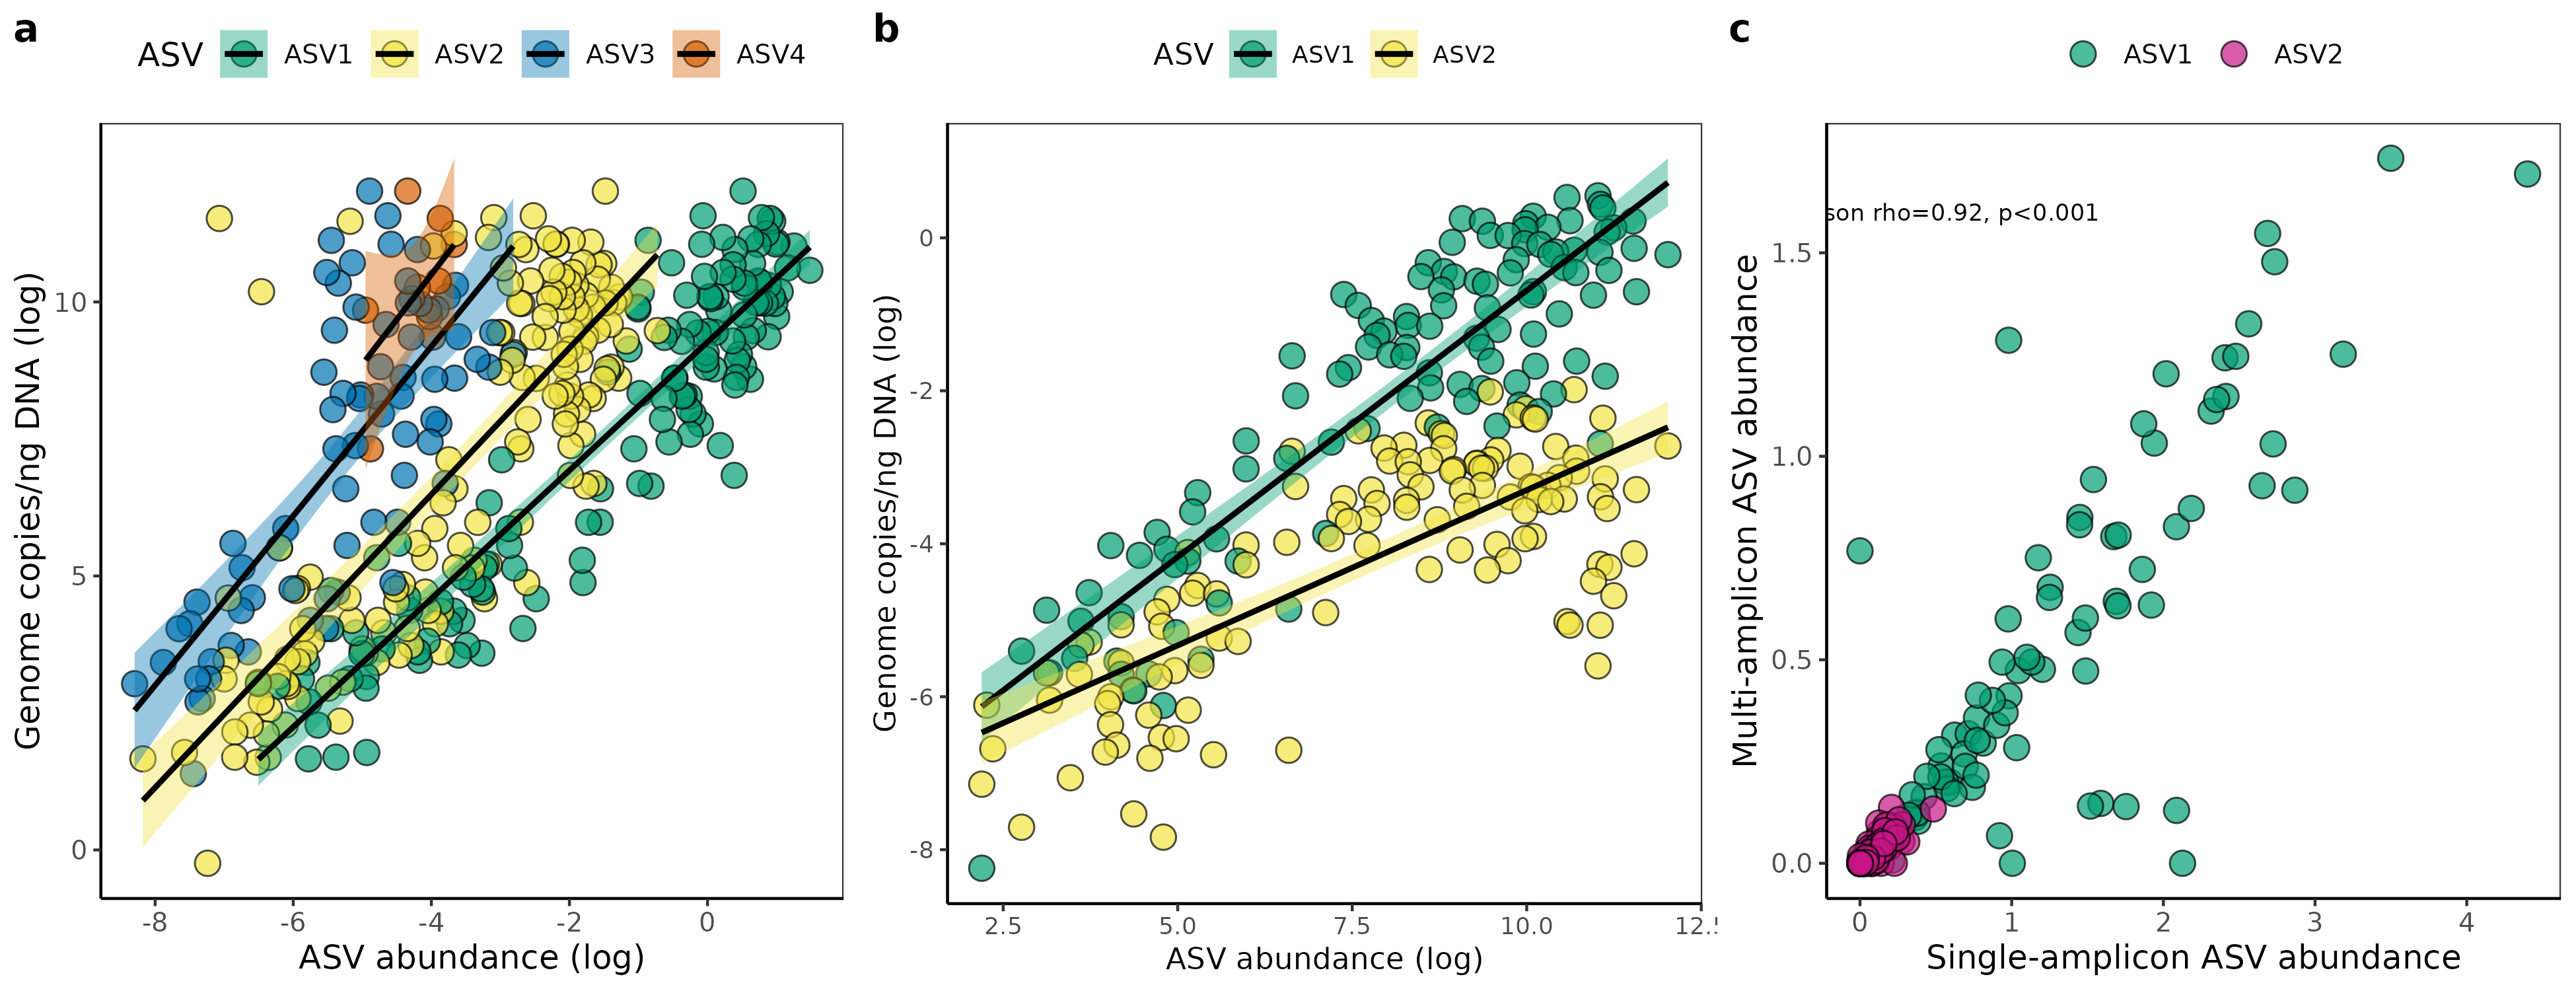 a
ASV ASV1 ASV2 ASV3 ASV4
Genome copies/ng DNA (log)
10
5
0
-8 -6 -4 -2 0
ASV abundance (log)
b
ASV ASV1 ASV2
Genome copies/ng DNA (log)
0
-2
-4
-6
-8
2.5 5.0 7.5 10.0 12.
ASV abundance (log)
c
ASV1 ASV2
son rho=0.92, p<0.001
Multi-amplicon ASV abundance
1.5
1.0
0.5
0.0
0 1 2 3 4
Single-amplicon ASV abundance